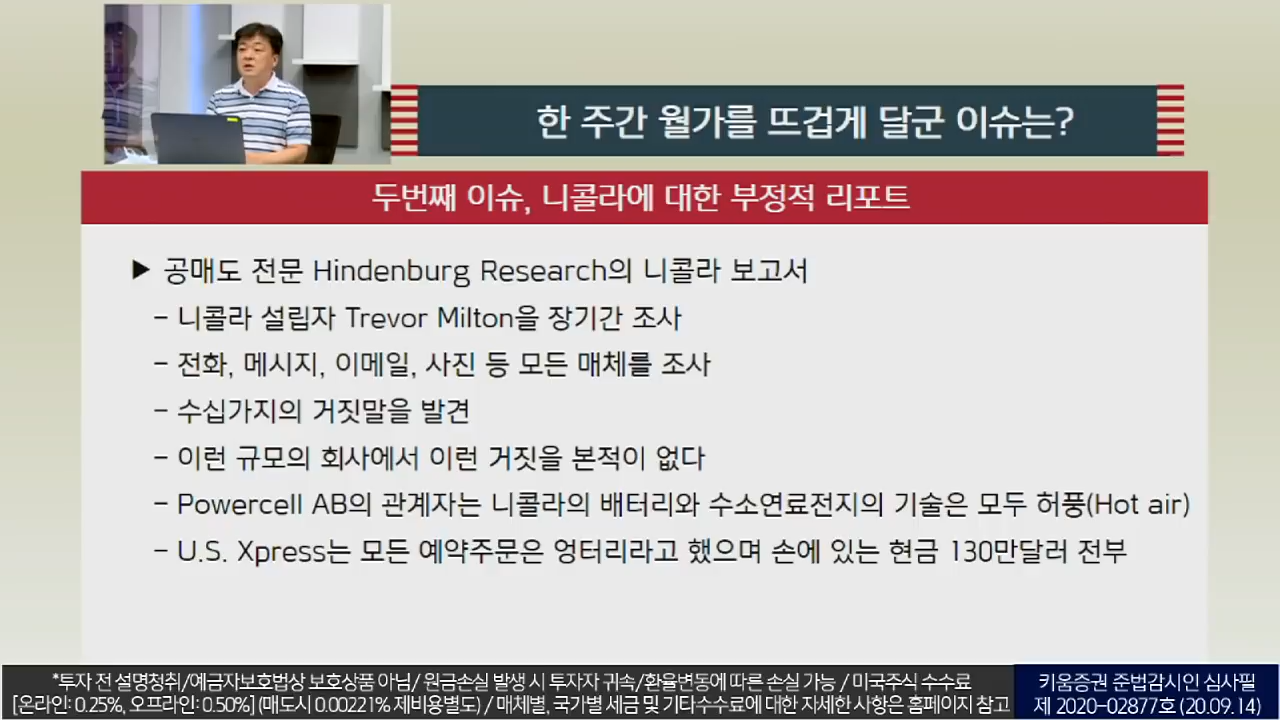 한 주간 월가를 뜨겁게 달군 이슈는?
두번째 이슈, 니콜라에 대한 부정적 리포트
▶ 공매도 전문 Hindenburg Research의 니콜라 보고서
- 니콜라 설립자 Trevor Milton을 장기간 조사
- 전화, 메시지, 이메일, 사진 등 모든 매체를 조사
- 수십가지의 거짓말을 발견
- 이런 규모의 회사에서 이런 거짓을 본적이 없다
- Powercell AB의 관계자는 니콜라의 배터리와 수소연료전지의 기술은 모두 허풍(Hot air)
- U.S. Xpress는 모든 예약주문은 엉터리라고 했으며 손에 있는 현금 130만달러 전부
*투자 전 설명청취/예금자보호법상 보호상품 아님/ 원금손실 발생 시 투자자 귀속/환율변동에 따른 손실 가능 / 미국주식 수수료
[온라인: 0.25%, 오프라인: 0.50%] (매도시 0.00221% 제비용별도) / 매체별, 국가별 세금 및 기타수수료에 대한 자세한 사항은 홈페이지 참고
키움증권 준법감시인 심사필
제 2020-02877호 (20.09.14)